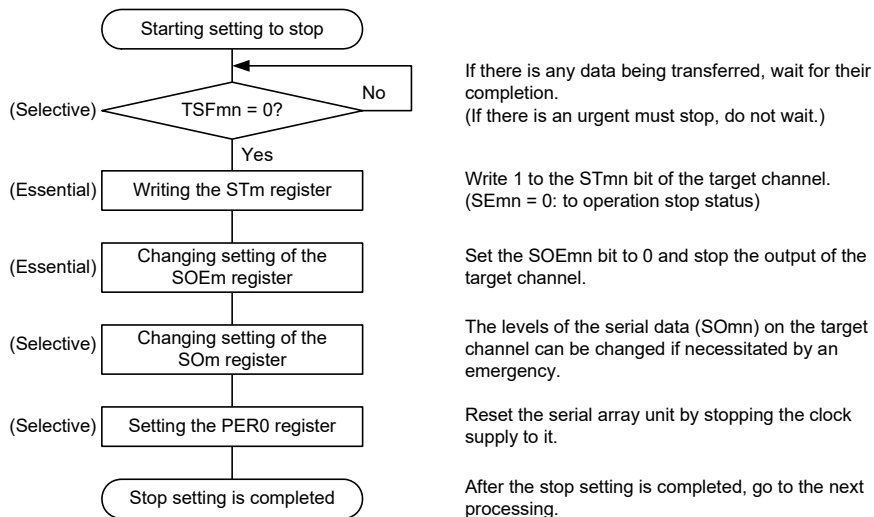 Starting setting to stop
If there is any data being transferred, wait for their
completion.
(If there is an urgent must stop, do not wait.)
(Selective)
TSFmn = 0?
No
Yes
(Essential)
Writing the STm register
Write 1 to the STmn bit of the target channel.
(SEmn = 0: to operation stop status)
(Essential)
Changing setting of the
SOEm register
Set the SOEmn bit to 0 and stop the output of the
target channel.
(Selective)
Changing setting of the
SOm register
The levels of the serial data (SOmn) on the target
channel can be changed if necessitated by an
emergency.
(Selective)
Setting the PER0 register
Reset the serial array unit by stopping the clock
supply to it.
Stop setting is completed
After the stop setting is completed, go to the next
processing.